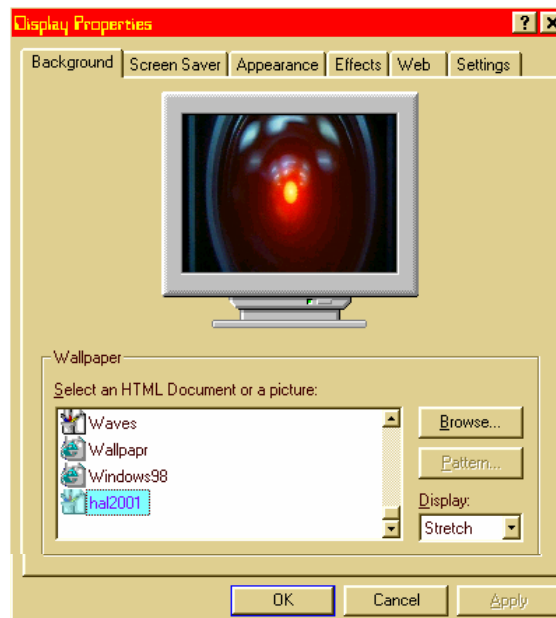 Display Properties ? ×
Background Screen Saver Appearance Effects Web Settings
Wallpaper
Select an HTML Document or a picture:
Waves
Wallpapr
Windows98
hal2001
Browse...
Pattern...
Display:
Stretch
OK Cancel Apply